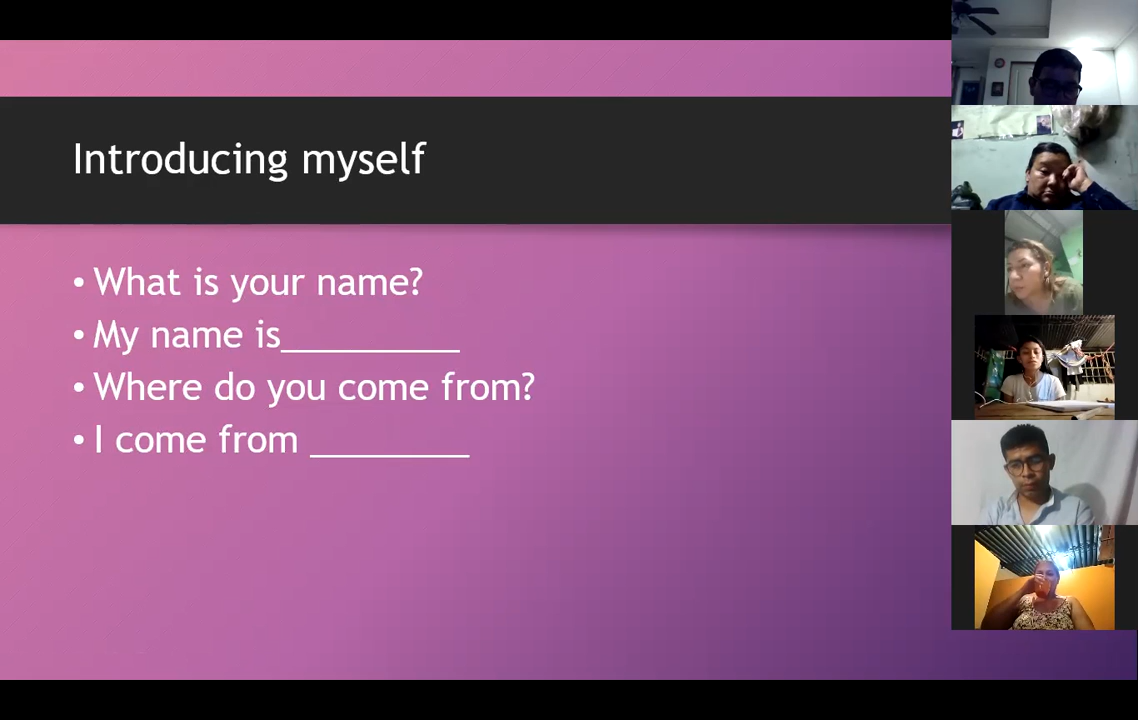 Introducing myself
• What is your name?
• My name is__________
• Where do you come from?
• I come from _________